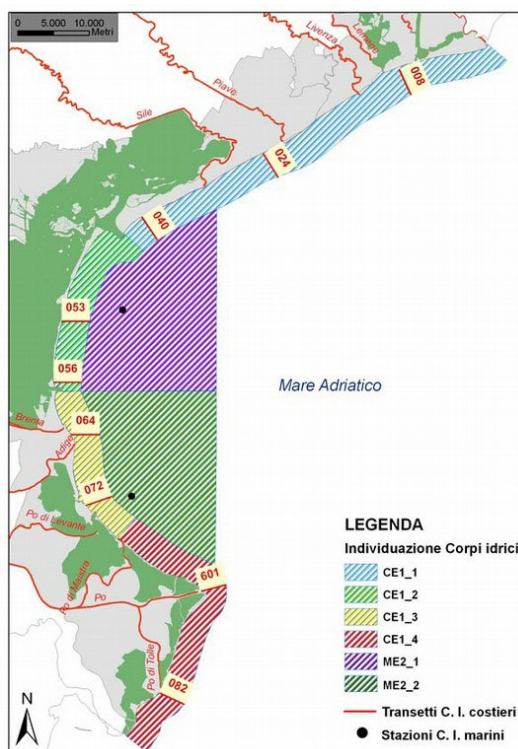 0 5.000 10.000
Metri
Livenza
Lemene
008
Piave
Sile
024
040
053
056
Mare Adriatico
Brenta
064
Adige
072
Po di Levante
Po di Maistra
601
Po
Po di Tolle
082
N
LEGENDA
Individuazione Corpi idrici
CE1_1
CE1_2
CE1_3
CE1_4
ME2_1
ME2_2
Transetti C. I. costieri
Stazioni C. I. marini